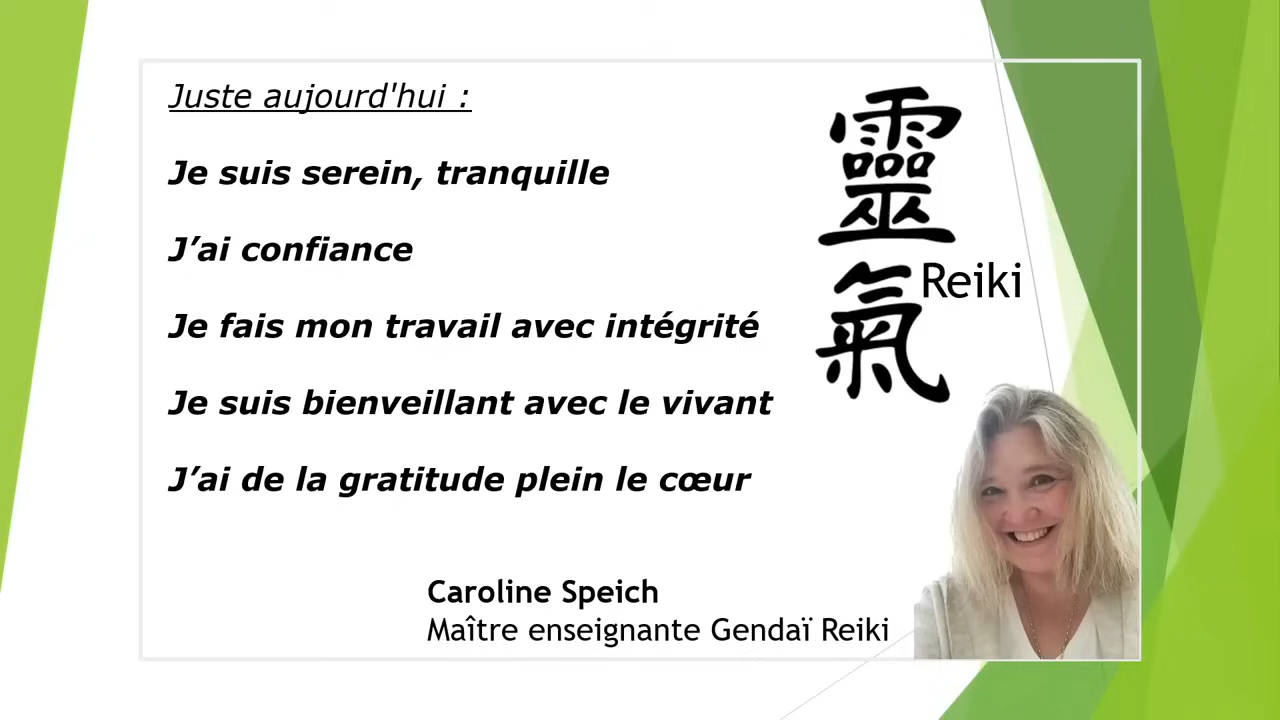 Juste aujourd'hui :
Je suis serein, tranquille
J’ai confiance
Je fais mon travail avec intégrité
Je suis bienveillant avec le vivant
J’ai de la gratitude plein le cœur
靈
氣
Reiki
Caroline Speich
Maître enseignante Gendaï Reiki